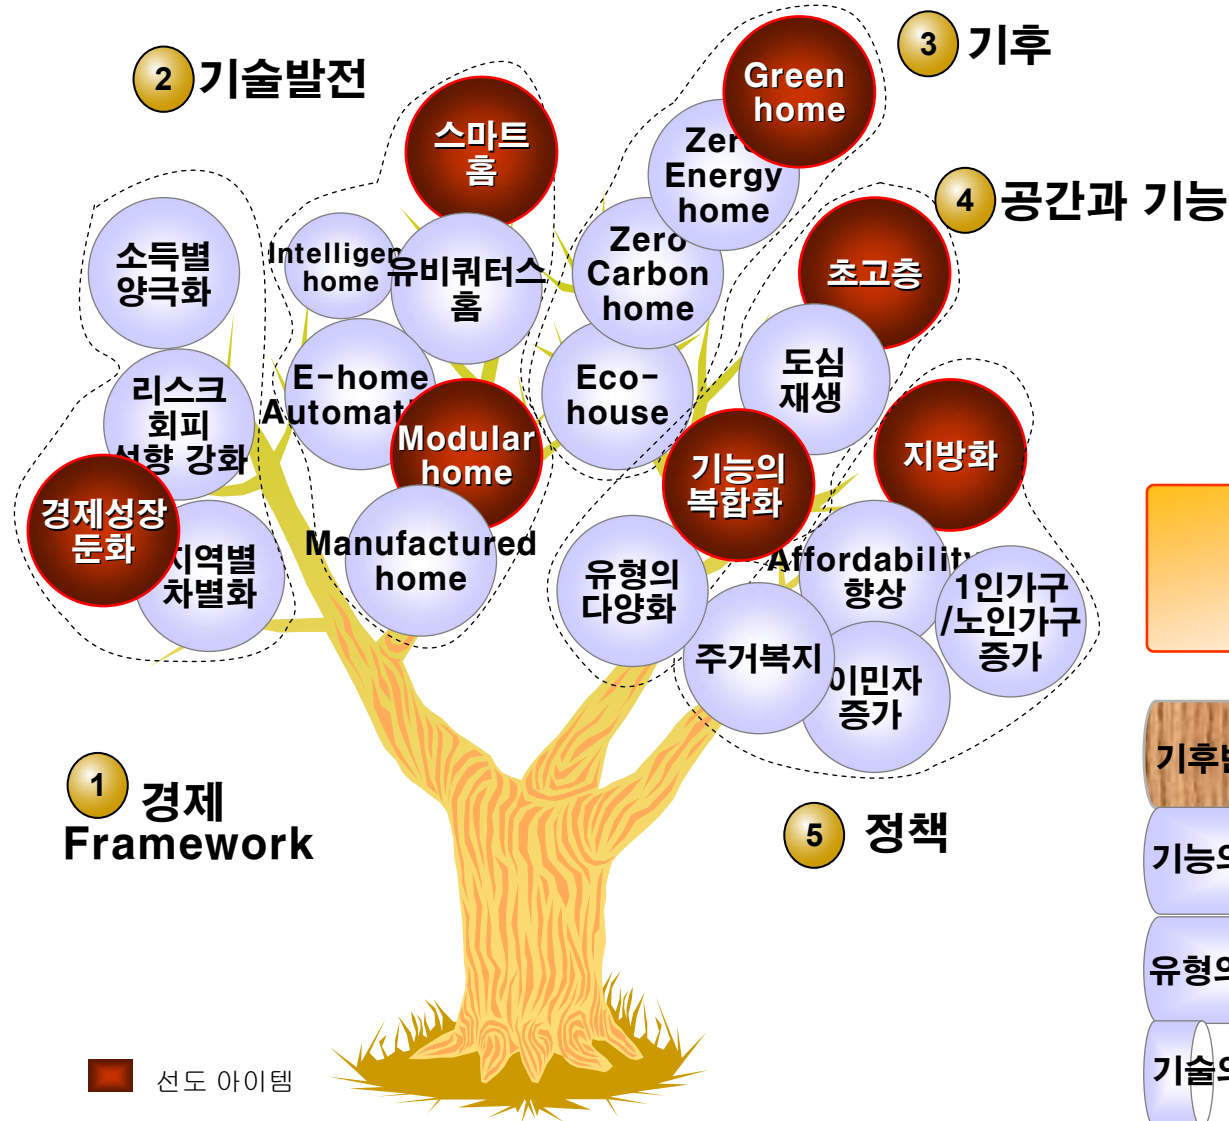 2 기술발전
3 기후
4 공간과 기능
Green
home
스마트
홈
Energy
home
Zero
Carbon
home
초고층
소득별
양극화
home
유비쿼터스
홈
도심
재생
리스크
회피
성향 강화
E-home
Eco-
house
Modular
home
지방화
기능의
복합화
경제성장
둔화
지역별
차별화
Manufactured
home
유형의
다양화
Affordability
향상
1인가구
/노인가구
증가
주거복지
이민자
증가
1 경제
Framework
5 정책
선도 아이템